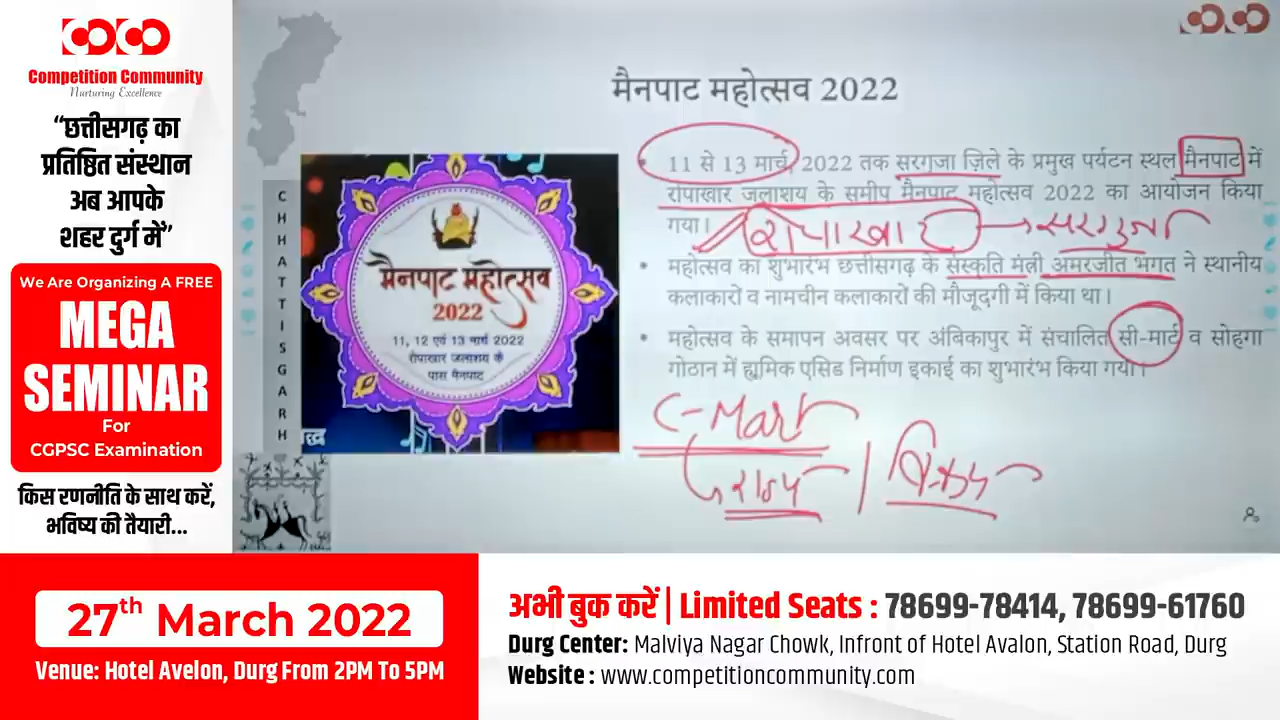 COCO
Competition Community
Nurturing Excellence
“छत्तीसगढ़ का
प्रतिष्ठित संस्थान
अब आपके
शहर दुर्ग में”
We Are Organizing A FREE
MEGA
SEMINAR
For
CGPSC Examination
किस रणनीति के साथ करें,
भविष्य की तैयारी...
CHHATTISGARH
मैनपाट महोत्सव 2022
मैनपाट महोत्सव
2022
11, 12 एवं 13 मार्च 2022
रोपाखार जलाशय के
पास मैनपाट
• 11 से 13 मार्च, 2022 तक सरगुजा ज़िले के प्रमुख पर्यटन स्थल मैनपाट में
रोपाखार जलाशय के समीप मैनपाट महोत्सव 2022 का आयोजन किया
गया। रोपाखार → सरगुजा
• महोत्सव का शुभारंभ छत्तीसगढ़ के संस्कृति मंत्री अमरजीत भगत ने स्थानीय
कलाकारों व नामचीन कलाकारों की मौजूदगी में किया था।
• महोत्सव के समापन अवसर पर अंबिकापुर में संचालित सी-मार्ट व सोहगा
गोठान में ह्यूमिक एसिड निर्माण इकाई का शुभारंभ किया गया।
C-Mart
COCO
27th March 2022
Venue: Hotel Avelon, Durg From 2PM To 5PM
अभी बुक करें | Limited Seats : 78699-78414, 78699-61760
Durg Center: Malviya Nagar Chowk, Infront of Hotel Avalon, Station Road, Durg
Website : www.competitioncommunity.com